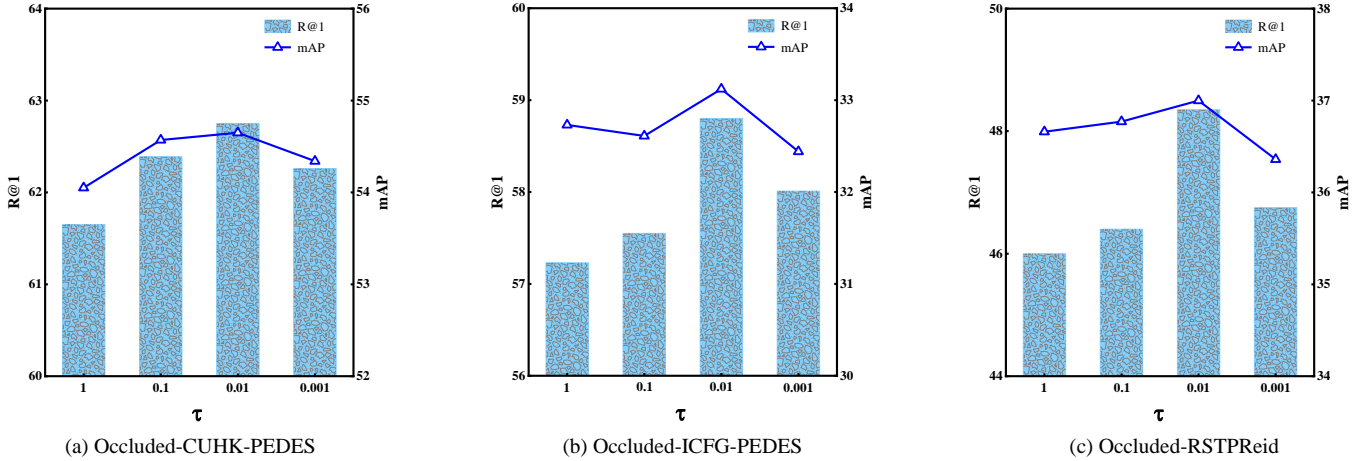 64
63
62
61
60
R@1
56
55
54
53
52
mAP
R@1
mAP
1
0.1
0.01
0.001
τ
(a) Occluded-CUHK-PEDES
60
59
58
57
56
R@1
34
33
32
31
30
mAP
R@1
mAP
1
0.1
0.01
0.001
τ
(b) Occluded-ICFG-PEDES
50
48
46
44
R@1
38
37
36
35
34
mAP
R@1
mAP
1
0.1
0.01
0.001
τ
(c) Occluded-RSTPReid